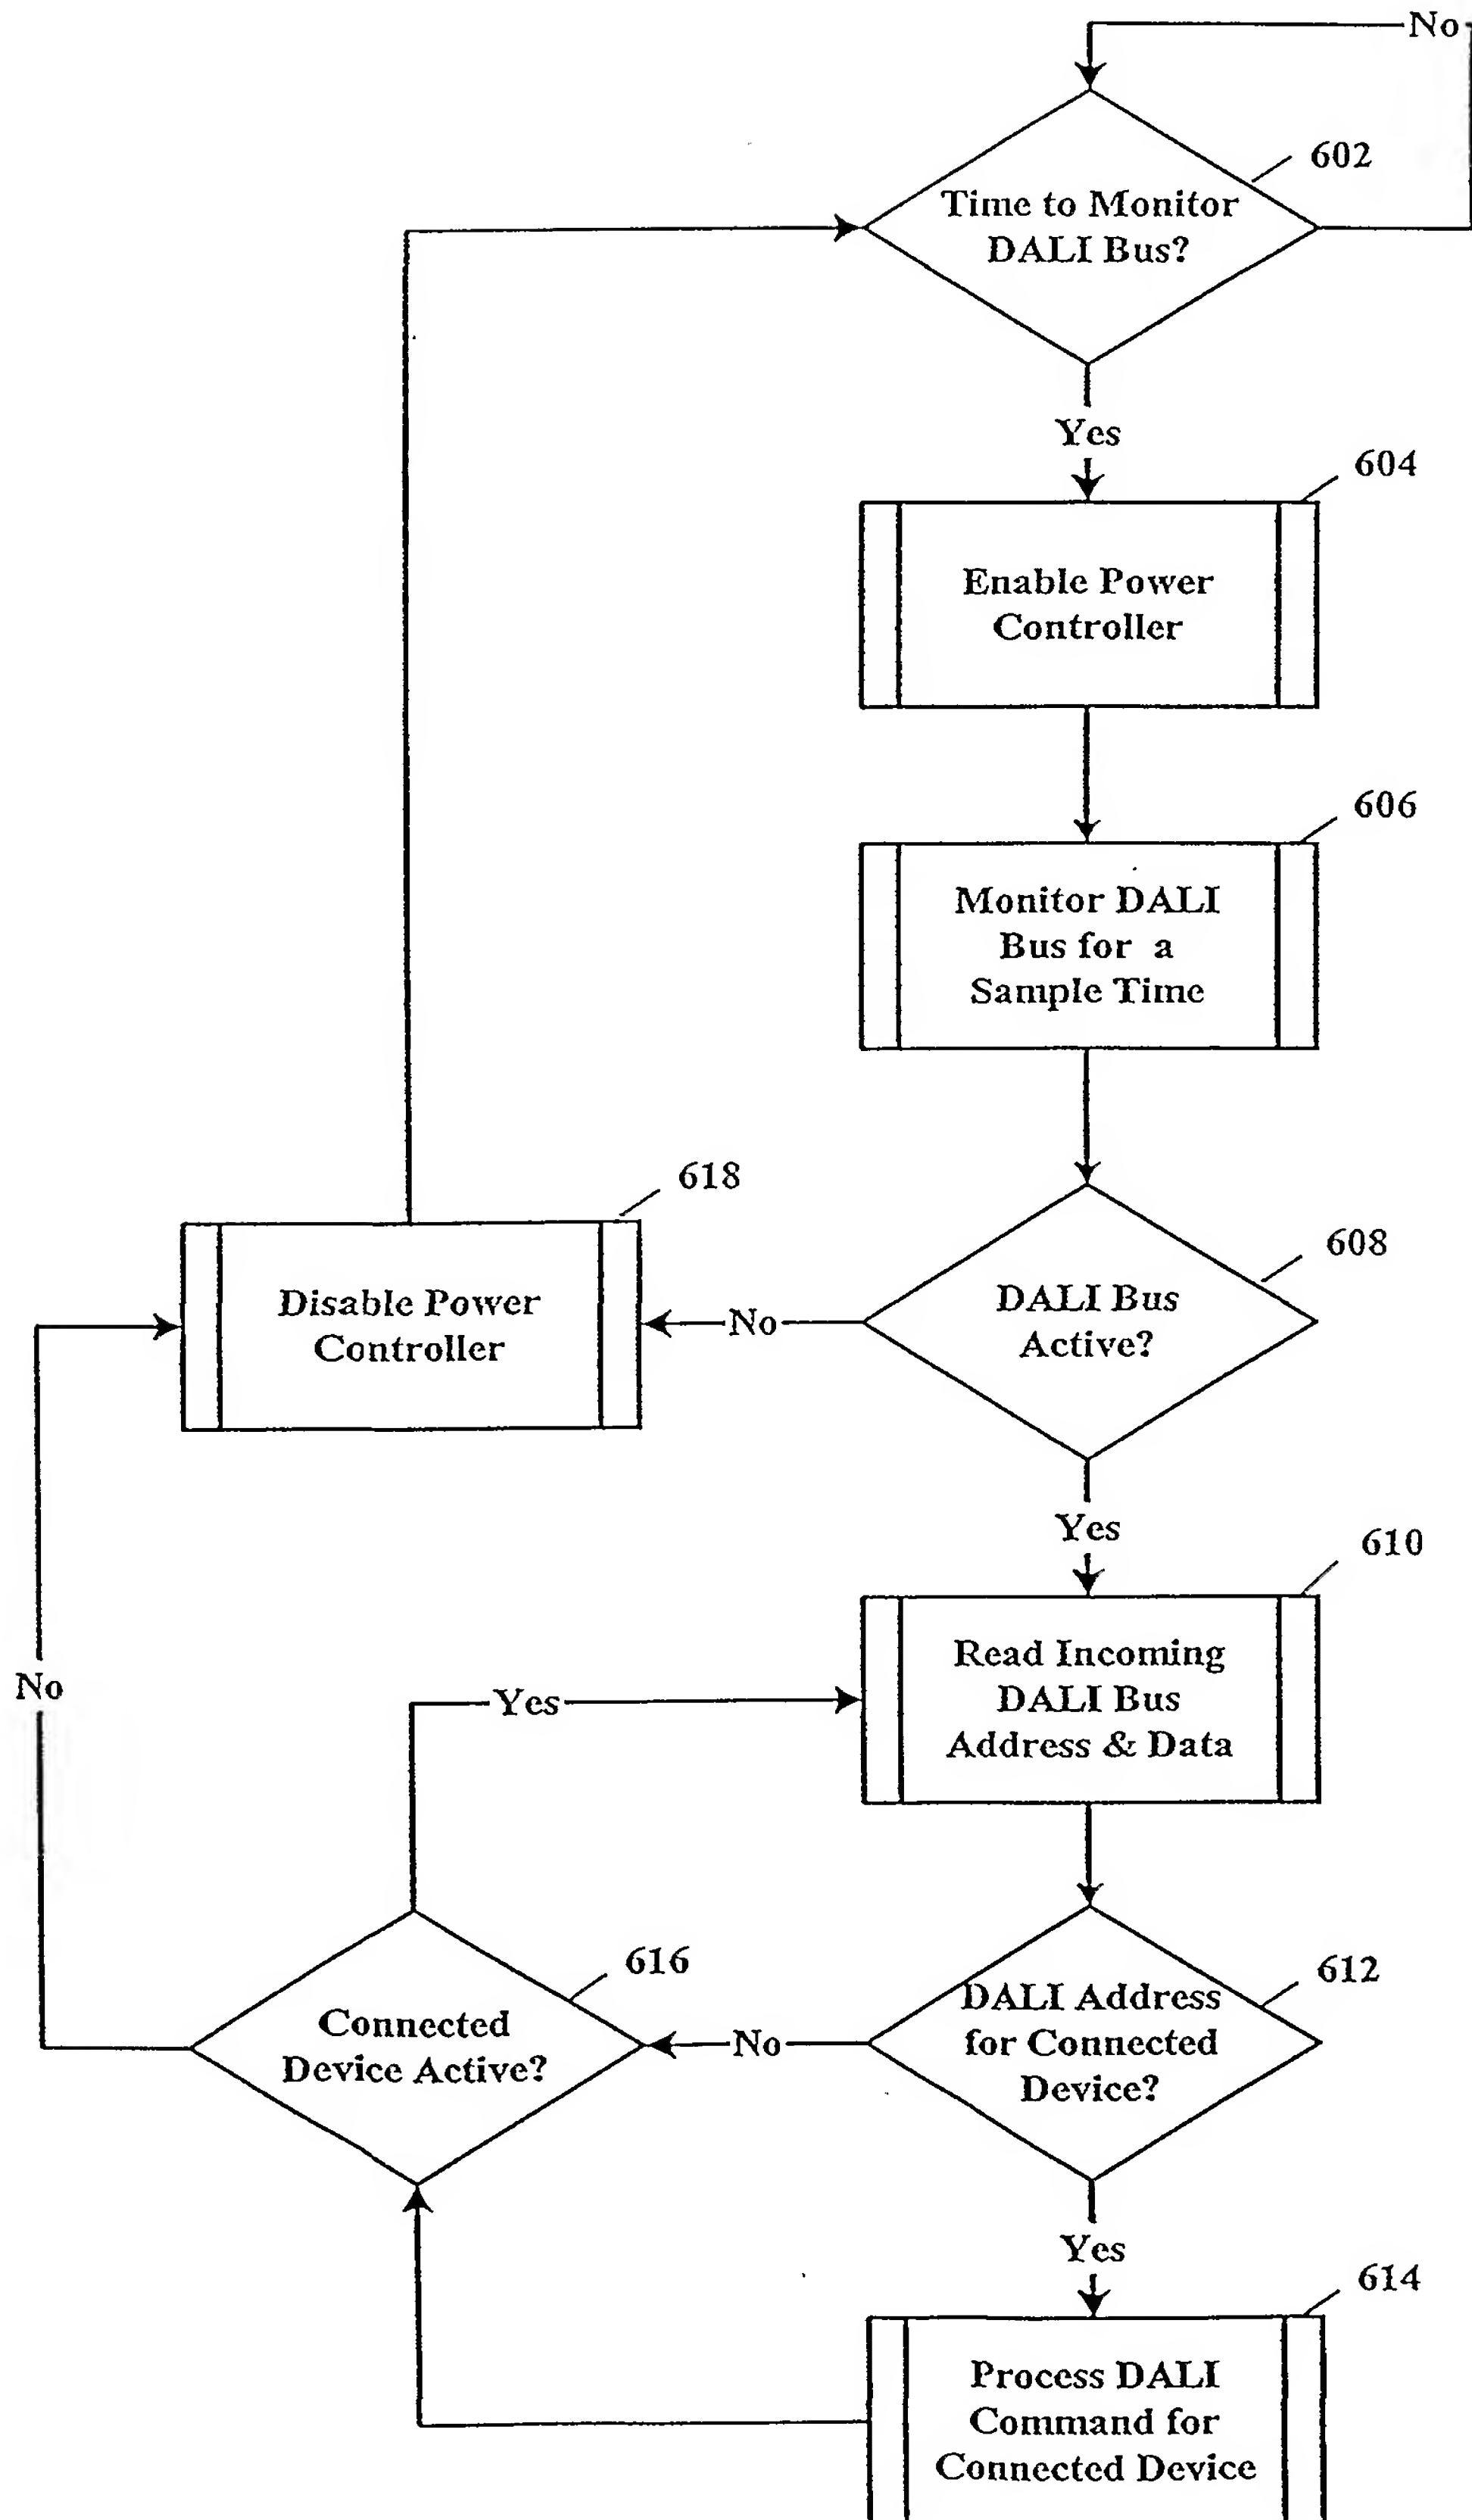 No
602
Time to Monitor
DALI Bus?
Yes
604
Enable Power
Controller
606
Monitor DALI
Bus for a
Sample Time
618
608
Disable Power
Controller
No
DALI Bus
Active?
Yes
610
No
Yes
Read Incoming
DALI Bus
Address & Data
616
612
Connected
Device Active?
No
DALI Address
for Connected
Device?
Yes
614
Process DALI
Command for
Connected Device